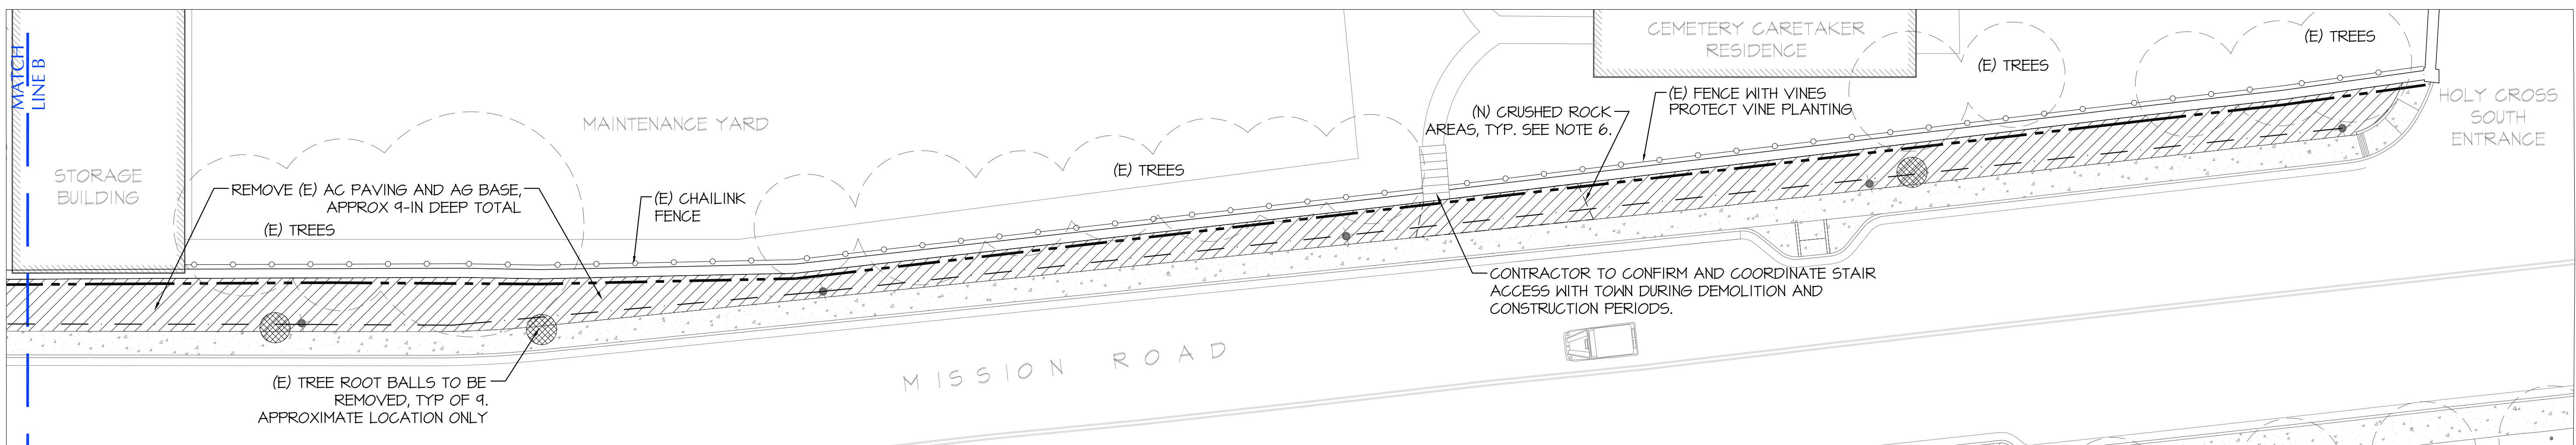 MATCH
LINE B
STORAGE
BUILDING
MAINTENANCE YARD
REMOVE (E) AC PAVING AND AG BASE,
APPROX 9-IN DEEP TOTAL
(E) TREES
(E) CHAILINK
FENCE
(E) TREE ROOT BALLS TO BE
REMOVED, TYP OF 9.
APPROXIMATE LOCATION ONLY
(E) TREES
MISSION ROAD
(N) CRUSHED ROCK
AREAS, TYP. SEE NOTE 6.
(E) FENCE WITH VINES
PROTECT VINE PLANTING
CEMETERY CARETAKER
RESIDENCE
CONTRACTOR TO CONFIRM AND COORDINATE STAIR
ACCESS WITH TOWN DURING DEMOLITION AND
CONSTRUCTION PERIODS.
(E) TREES
(E) TREES
HOLY CROSS
SOUTH
ENTRANCE